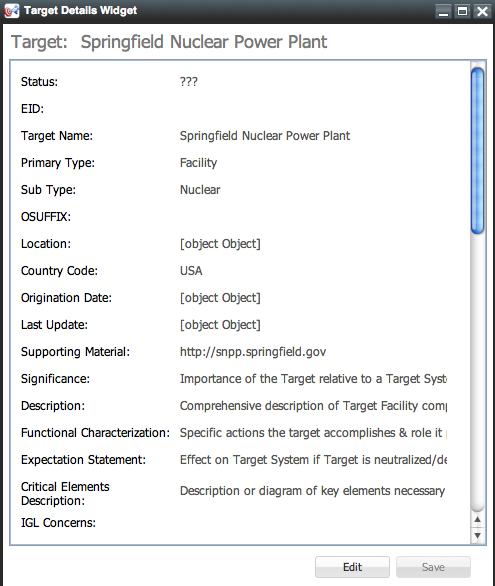 Target Details Widget
Target: Springfield Nuclear Power Plant
Status: ???
EID:
Target Name: Springfield Nuclear Power Plant
Primary Type: Facility
Sub Type: Nuclear
OSUFFIX:
Location: [object Object]
Country Code: USA
Origination Date: [object Object]
Last Update: [object Object]
Supporting Material: http://snpp.springfield.gov
Significance: Importance of the Target relative to a Target Syst
Description: Comprehensive description of Target Facility comp
Functional Characterization: Specific actions the target accomplishes & role it
Expectation Statement: Effect on Target System if Target is neutralized/de
Critical Elements
Description: Description or diagram of key elements necessary
IGL Concerns:
Edit Save